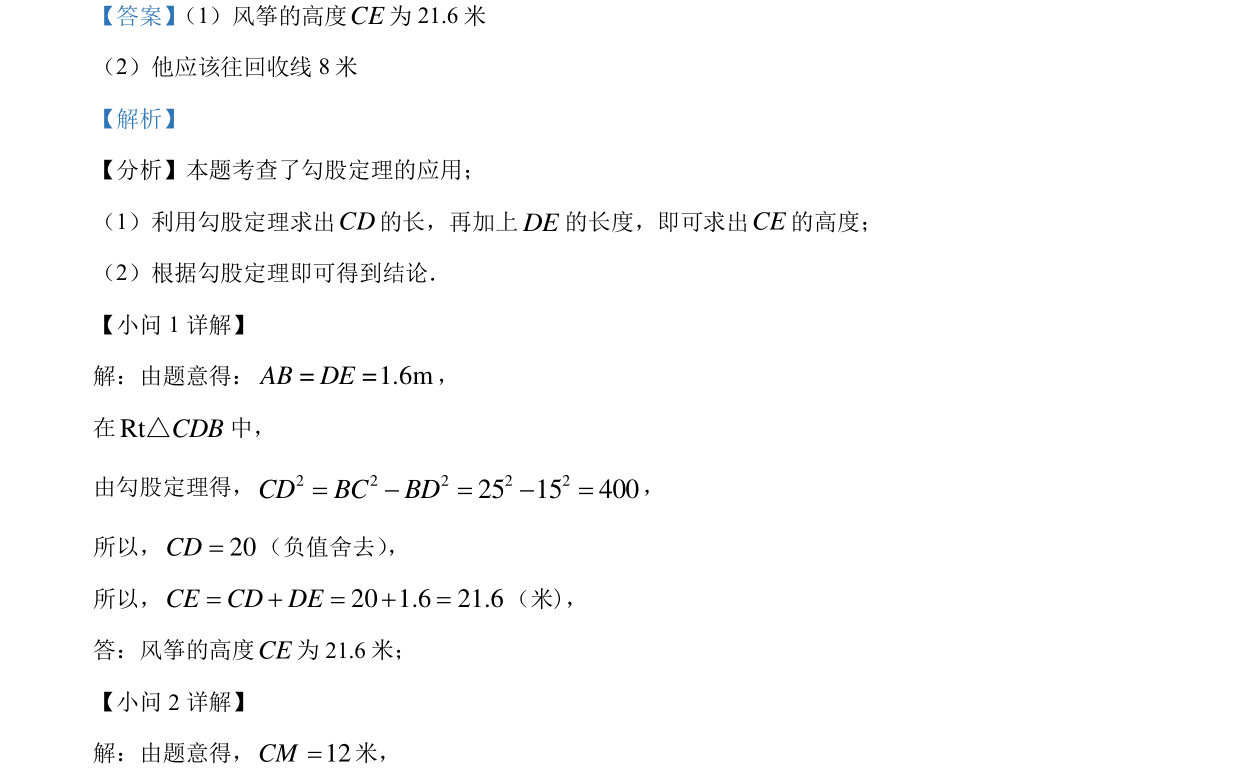 【答案】（1）风筝的高度CE为 21.6 米
（2）他应该往回收线 8 米
【解析】
【分析】本题考查了勾股定理的应用；
（1）利用勾股定理求出CD的长，再加上DE的长度，即可求出CE的高度；
（2）根据勾股定理即可得到结论．
【小问 1 详解】
解：由题意得：AB = DE =1.6m，
在Rt△CDB中，
由勾股定理得，CD² = BC² − BD² = 25² −15² = 400，
所以，CD = 20（负值舍去），
所以，CE = CD + DE = 20+1.6 = 21.6（米），
答：风筝的高度CE为 21.6 米；
【小问 2 详解】
解：由题意得，CM =12米，